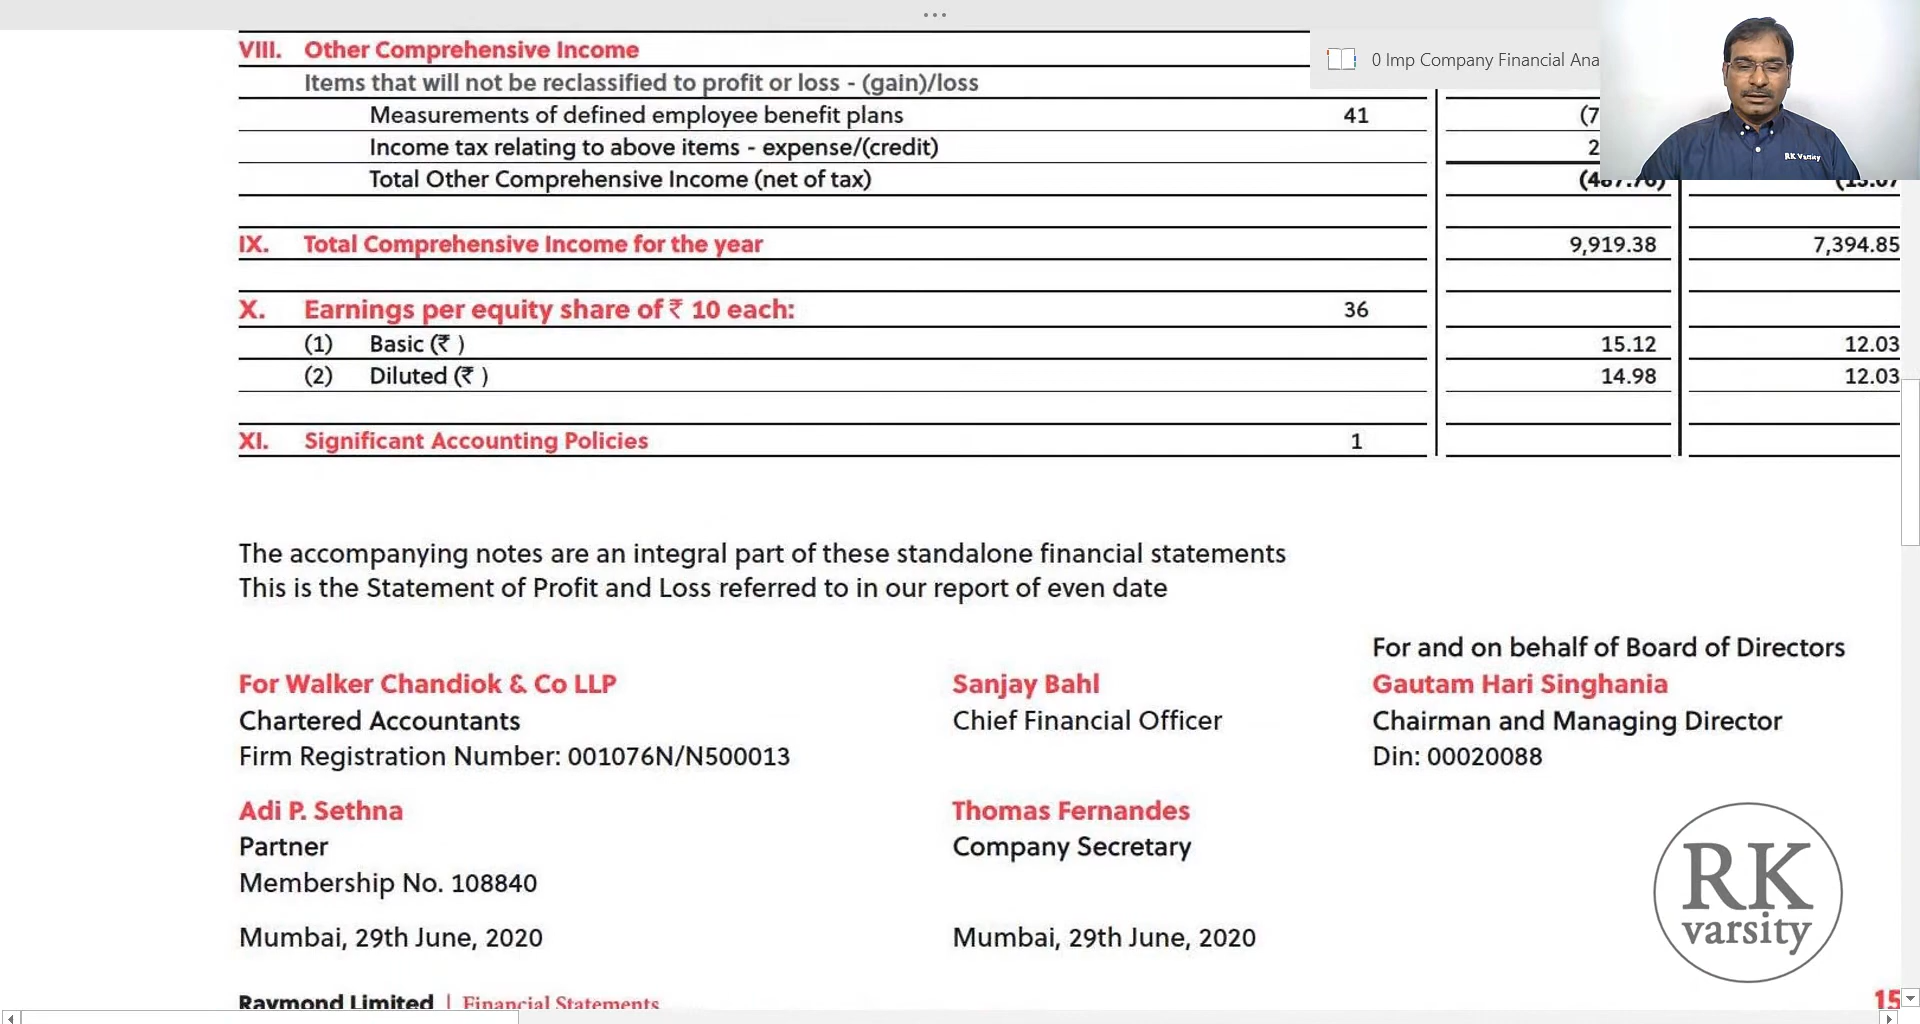 VIII. Other Comprehensive Income
0 Imp Company Financial Ana
Items that will not be reclassified to profit or loss - (gain)/loss
Measurements of defined employee benefit plans 41 (7
Income tax relating to above items - expense/(credit) 2
RK Varsity
Total Other Comprehensive Income (net of tax)
IX. Total Comprehensive Income for the year 9,919.38 7,394.85
X. Earnings per equity share of ₹ 10 each: 36
(1) Basic (₹ ) 15.12 12.03
(2) Diluted (₹ ) 14.98 12.03
XI. Significant Accounting Policies 1
The accompanying notes are an integral part of these standalone financial statements
This is the Statement of Profit and Loss referred to in our report of even date
For and on behalf of Board of Directors
For Walker Chandiok & Co LLP Sanjay Bahl Gautam Hari Singhania
Chartered Accountants Chief Financial Officer Chairman and Managing Director
Firm Registration Number: 001076N/N500013 Din: 00020088
Adi P. Sethna Thomas Fernandes
Partner Company Secretary
Membership No. 108840
Mumbai, 29th June, 2020 Mumbai, 29th June, 2020
RK
varsity
Raymond Limited | Financial Statements 15